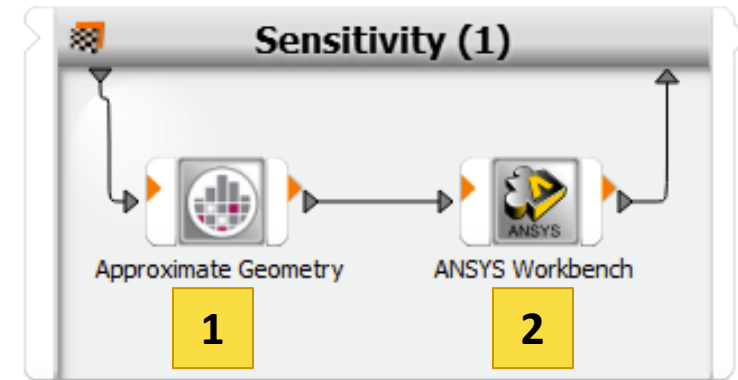 Sensitivity (1)
ANSYS
Approximate Geometry
ANSYS Workbench
1
2